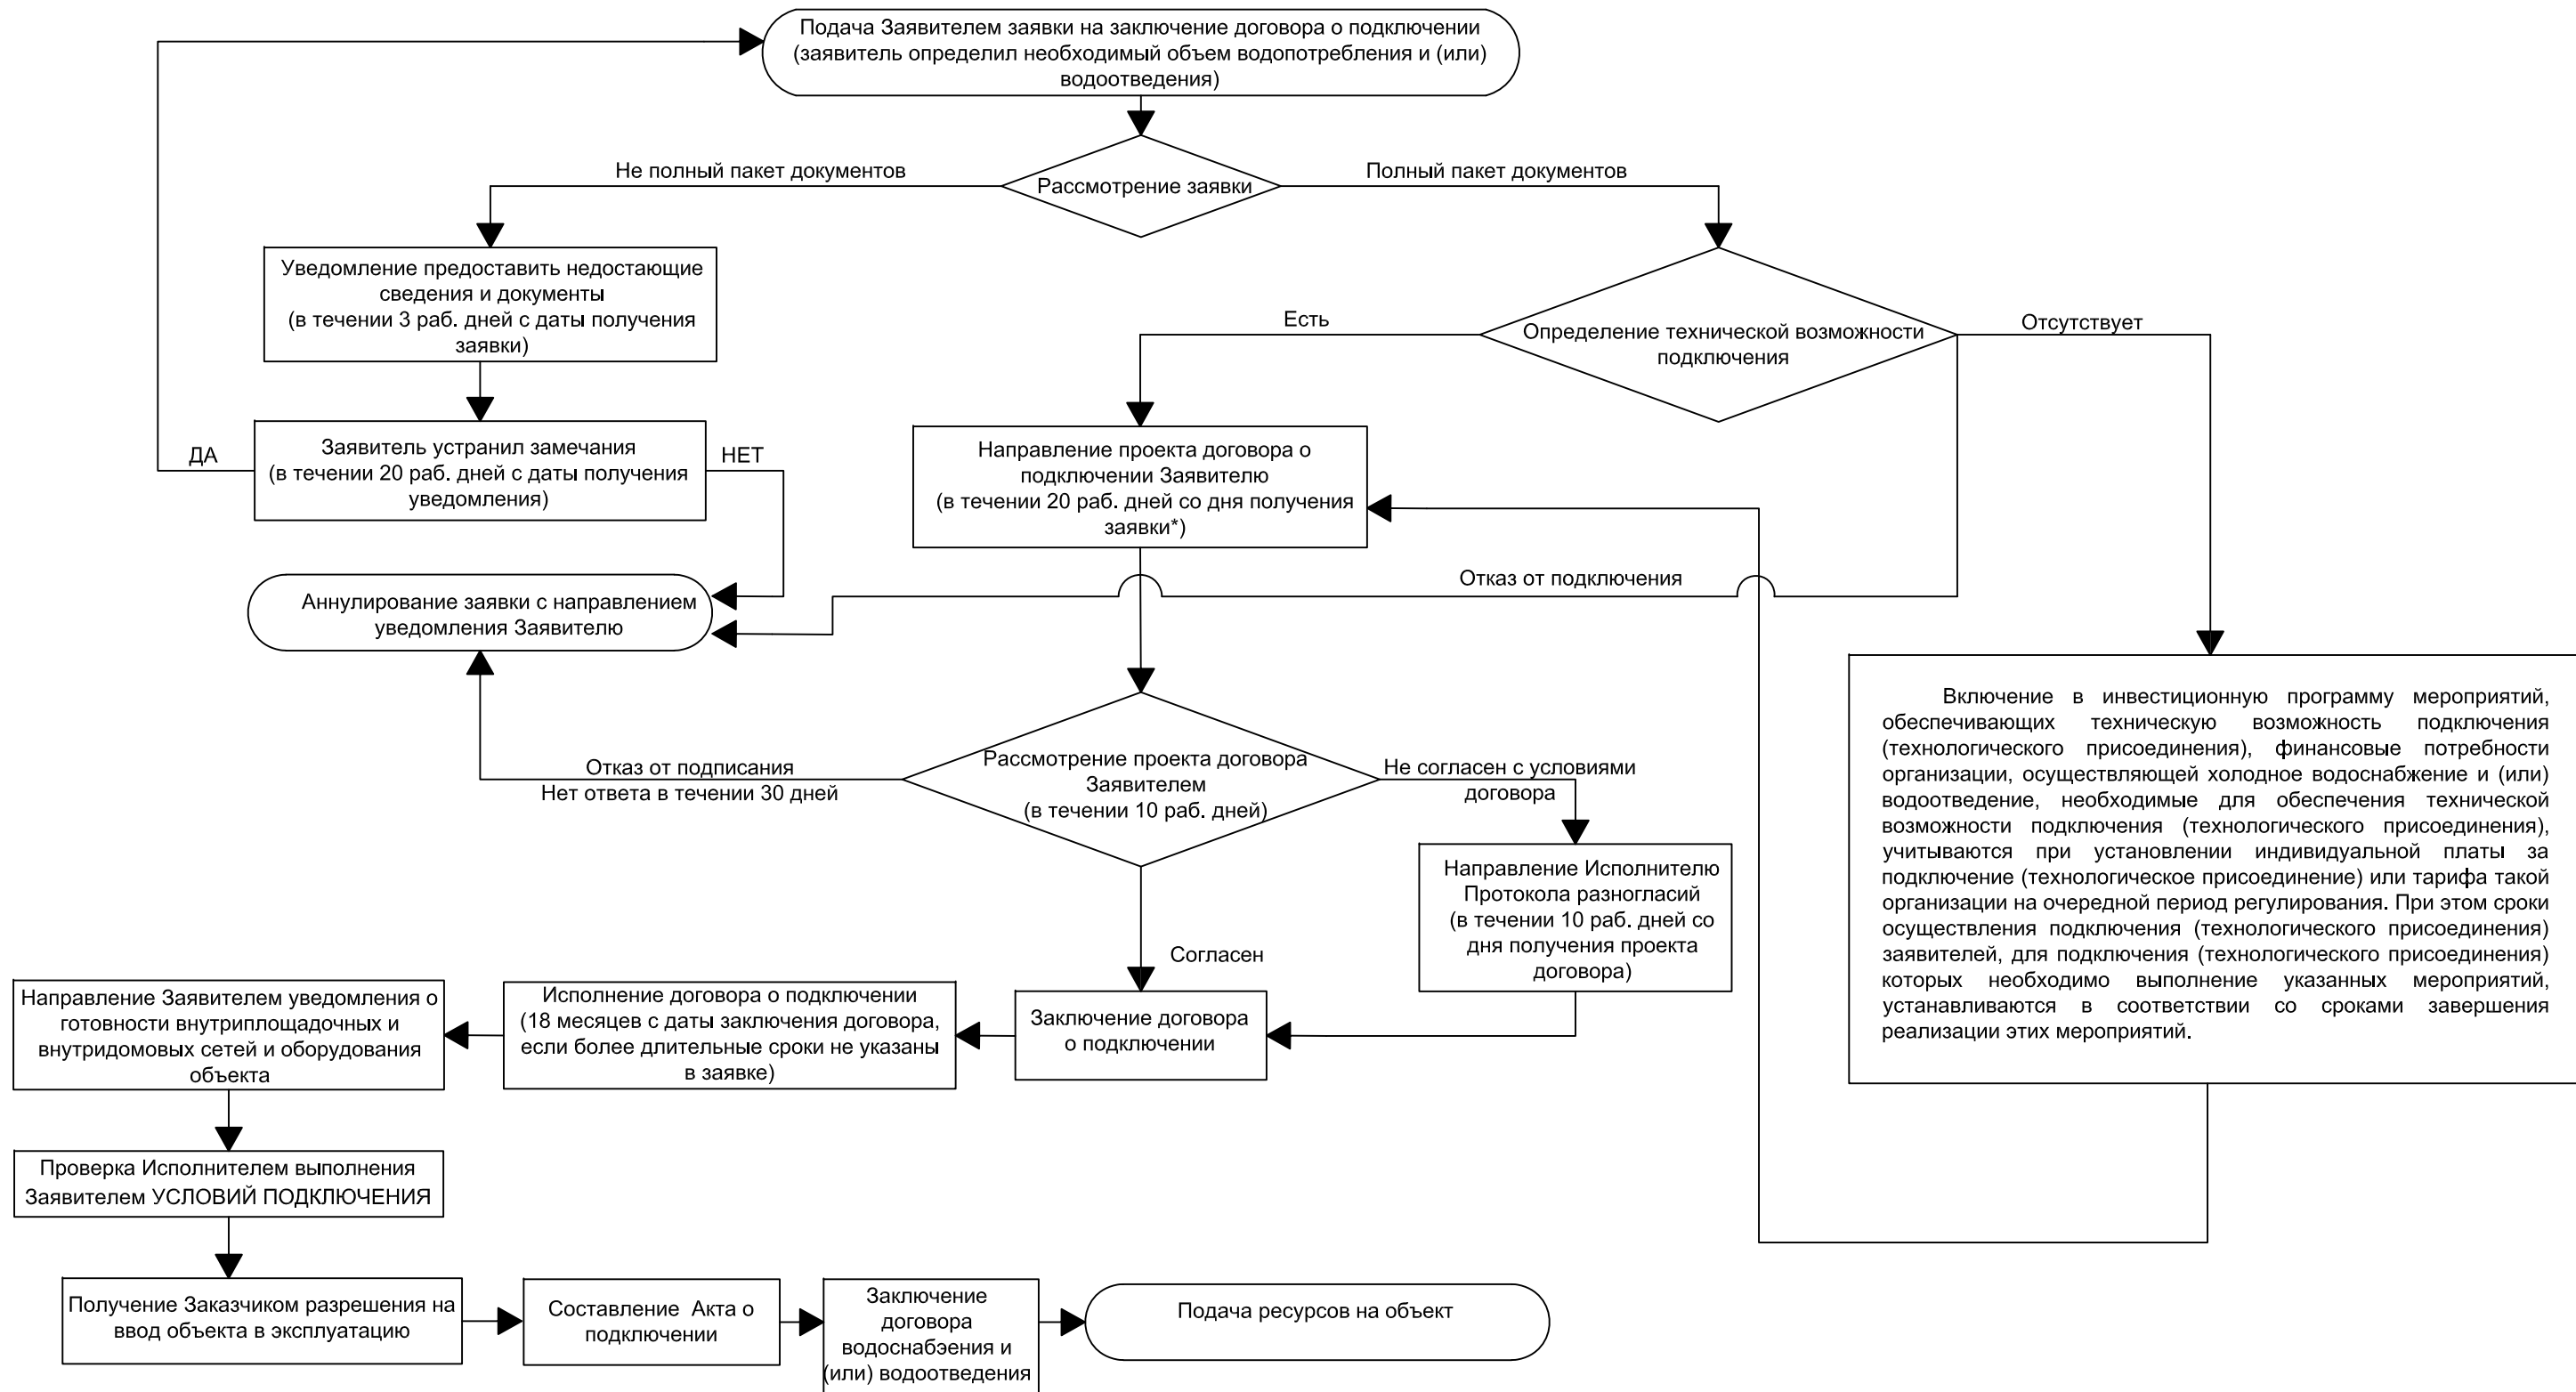 Подача Заявителем заявки на заключение договора о подключении
(заявитель определил необходимый объем водопотребления и (или)
водоотведения)
Не полный пакет документов
Рассмотрение заявки
Полный пакет документов
Уведомление предоставить недостающие
сведения и документы
(в течении 3 раб. дней с даты получения
заявки)
Есть
Определение технической возможности
подключения
Отсутствует
ДА
Заявитель устранил замечания
(в течении 20 раб. дней с даты получения
уведомления)
НЕТ
Направление проекта договора о
подключении Заявителю
(в течении 20 раб. дней со дня получения
заявки*)
Отказ от подключения
Аннулирование заявки с направлением
уведомления Заявителю
Включение в инвестиционную программу мероприятий,
обеспечивающих техническую возможность подключения
(технологического присоединения), финансовые потребности
организации, осуществляющей холодное водоснабжение и (или)
водоотведение, необходимые для обеспечения технической
возможности подключения (технологического присоединения),
учитываются при установлении индивидуальной платы за
подключение (технологическое присоединение) или тарифа такой
организации на очередной период регулирования. При этом сроки
осуществления подключения (технологического присоединения)
заявителей, для подключения (технологического присоединения)
которых необходимо выполнение указанных мероприятий,
устанавливаются в соответствии со сроками завершения
реализации этих мероприятий.
Отказ от подписания
Нет ответа в течении 30 дней
Рассмотрение проекта договора
Заявителем
(в течении 10 раб. дней)
Не согласен с условиями
договора
Направление Исполнителю
Протокола разногласий
(в течении 10 раб. дней со
дня получения проекта
договора)
Согласен
Заключение договора
о подключении
Исполнение договора о подключении
(18 месяцев с даты заключения договора,
если более длительные сроки не указаны
в заявке)
Направление Заявителем уведомления о
готовности внутриплощадочных и
внутридомовых сетей и оборудования
объекта
Проверка Исполнителем выполнения
Заявителем УСЛОВИЙ ПОДКЛЮЧЕНИЯ
Получение Заказчиком разрешения на
ввод объекта в эксплуатацию
Составление Акта о
подключении
Заключение
договора
водоснабэения и
(или) водоотведения
Подача ресурсов на объект